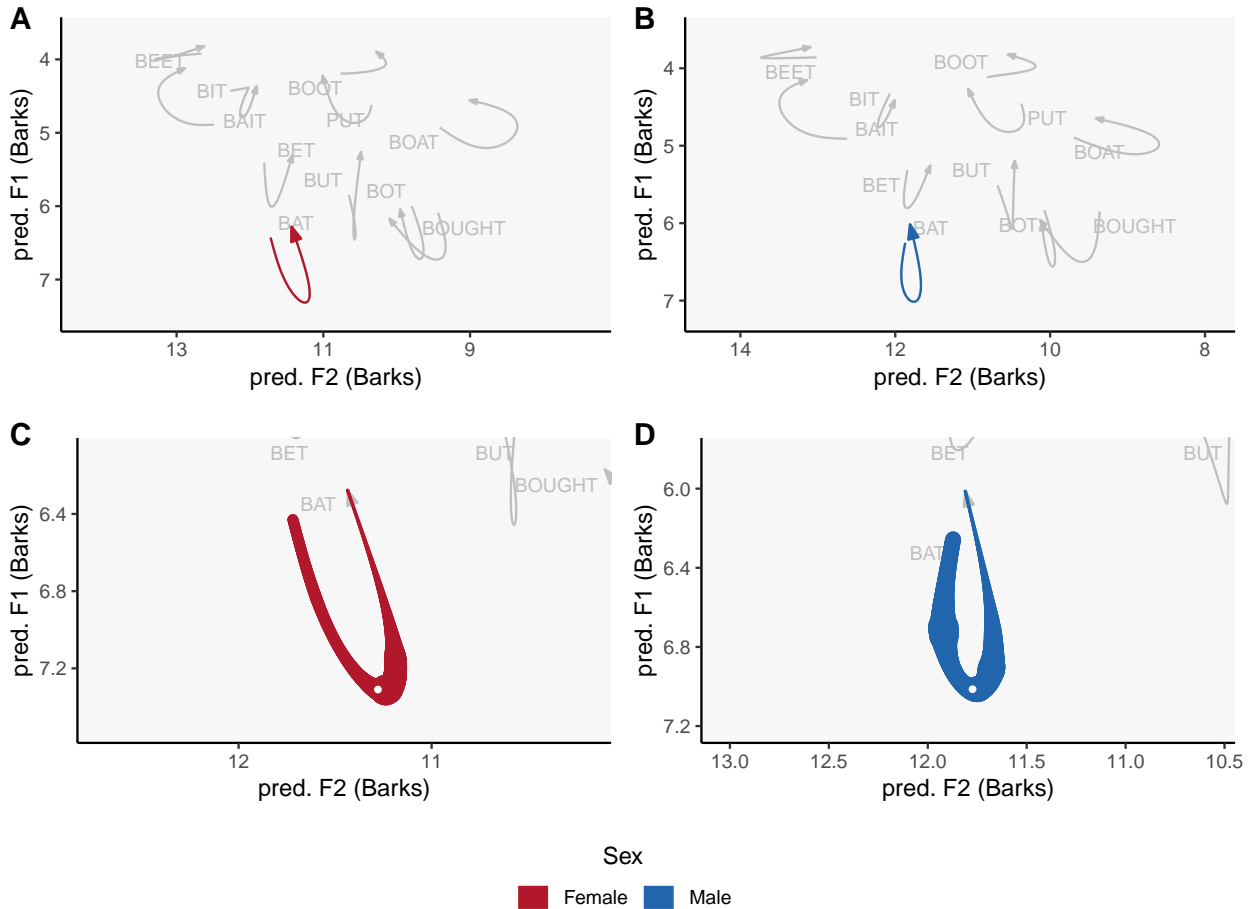 A
B
pred. F1 (Barks)
4
5
6
7
BEET
BIT
BAIT
BOOT
PUT
BOAT
BET
BUT
BOT
BAT
BOUGHT
13
11
9
pred. F2 (Barks)
pred. F1 (Barks)
4
5
6
7
BEET
BOOT
BIT
BAIT
PUT
BOAT
BET
BUT
BAT
BOT
BOUGHT
14
12
10
8
pred. F2 (Barks)
C
D
pred. F1 (Barks)
6.4
6.8
7.2
BET
BUT
BOUGHT
BAT
12
11
pred. F2 (Barks)
pred. F1 (Barks)
6.0
6.4
6.8
7.2
BET
BUT
BAT
13.0
12.5
12.0
11.5
11.0
10.5
pred. F2 (Barks)
Sex
Female
Male